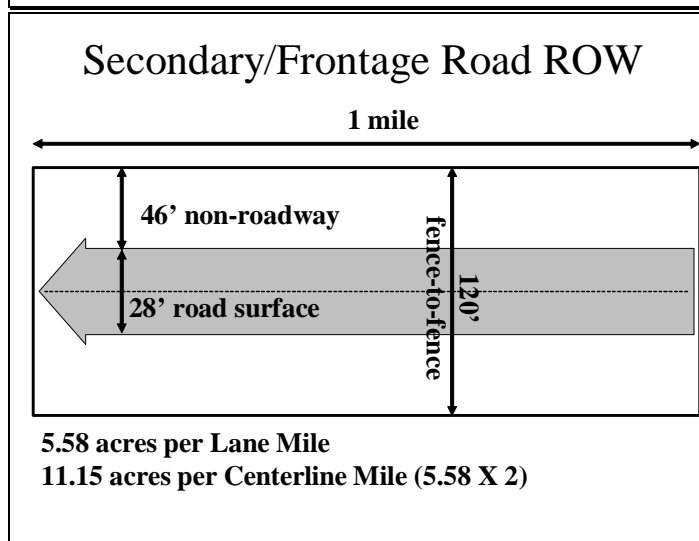 Secondary/Frontage Road ROW
1 mile
46’ non-roadway
28’ road surface
120’
fence-to-fence
5.58 acres per Lane Mile
11.15 acres per Centerline Mile (5.58 X 2)